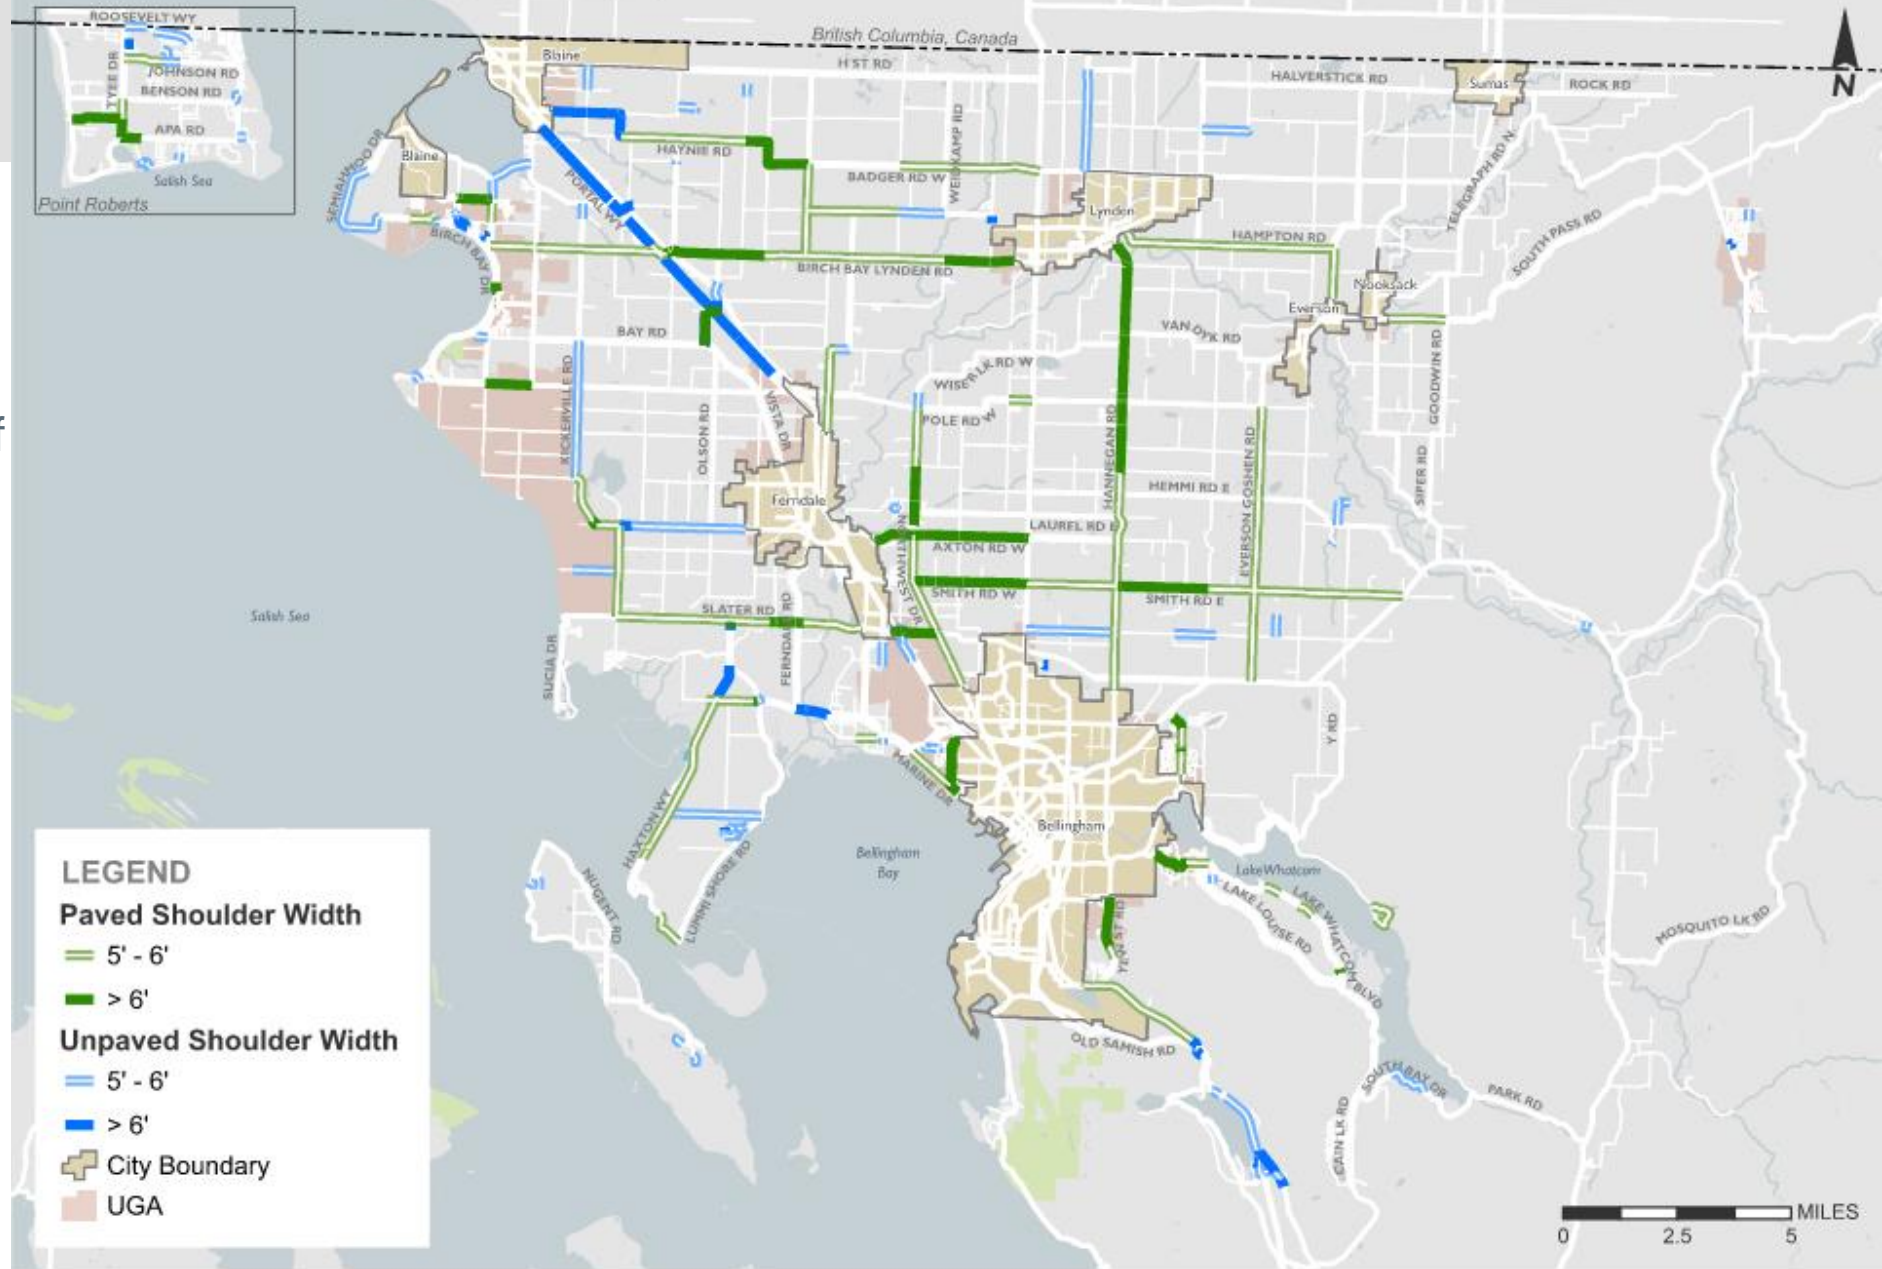 ROOSEVELT WY
TYEE DR
JOHNSON RD
BENSON RD
APA RD
Salish Sea
Point Roberts
British Columbia, Canada
Blaine
H ST RD
HALVERSTICK RD
Sumas
ROCK RD
N
SEMIAHMOO DR
Blaine
HAYNIE RD
WEIDKAMP RD
BADGER RD W
TELEGRAPH RD N
PORTAL WY
Lynden
BIRCH BAY DR
HAMPTON RD
SOUTH PASS RD
BIRCH BAY LYNDEN RD
Nooksack
Everson
BAY RD
VAN DYK RD
GOODWIN RD
KICKERVILLE RD
WISER LK RD W
OLSON RD
VISTA DR
POLE RD W
f
HANNEGAN RD
EVERSON GOSHEN RD
SIPER RD
HEMMI RD E
Ferndale
NORTHWEST DR
LAUREL RD E
AXTON RD W
SMITH RD W
SMITH RD E
SLATER RD
FERNDALE RD
Salish Sea
SUCIA DR
Y RD
MARINE DR
HAXTON WY
LUMMI SHORE RD
Bellingham
Bellingham
Bay
Lake Whatcom
NUGENT RD
LAKE LOUISE RD
LAKE WHATCOM BLVD
YEW ST RD
MOSQUITO LK RD
OLD SAMISH RD
SOUTH BAY DR
PARK RD
CAIN LK RD
LEGEND
Paved Shoulder Width
5' - 6'
> 6'
Unpaved Shoulder Width
5' - 6'
> 6'
City Boundary
UGA
MILES
0 2.5 5